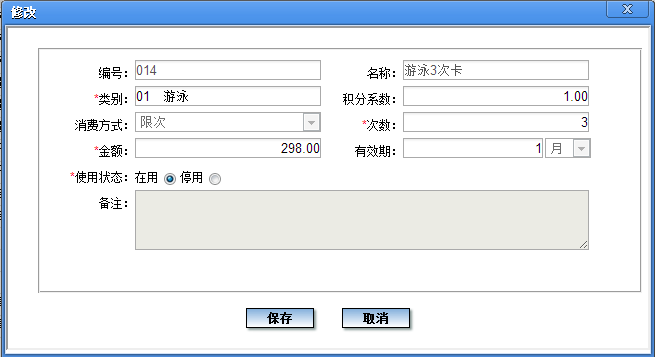 修改
编号: 014 名称: 游泳3次卡
*类别: 01 游泳 积分系数: 1.00
消费方式: 限次 *次数: 3
*金额: 298.00 有效期: 1 月
*使用状态: 在用 停用
备注:
保存 取消